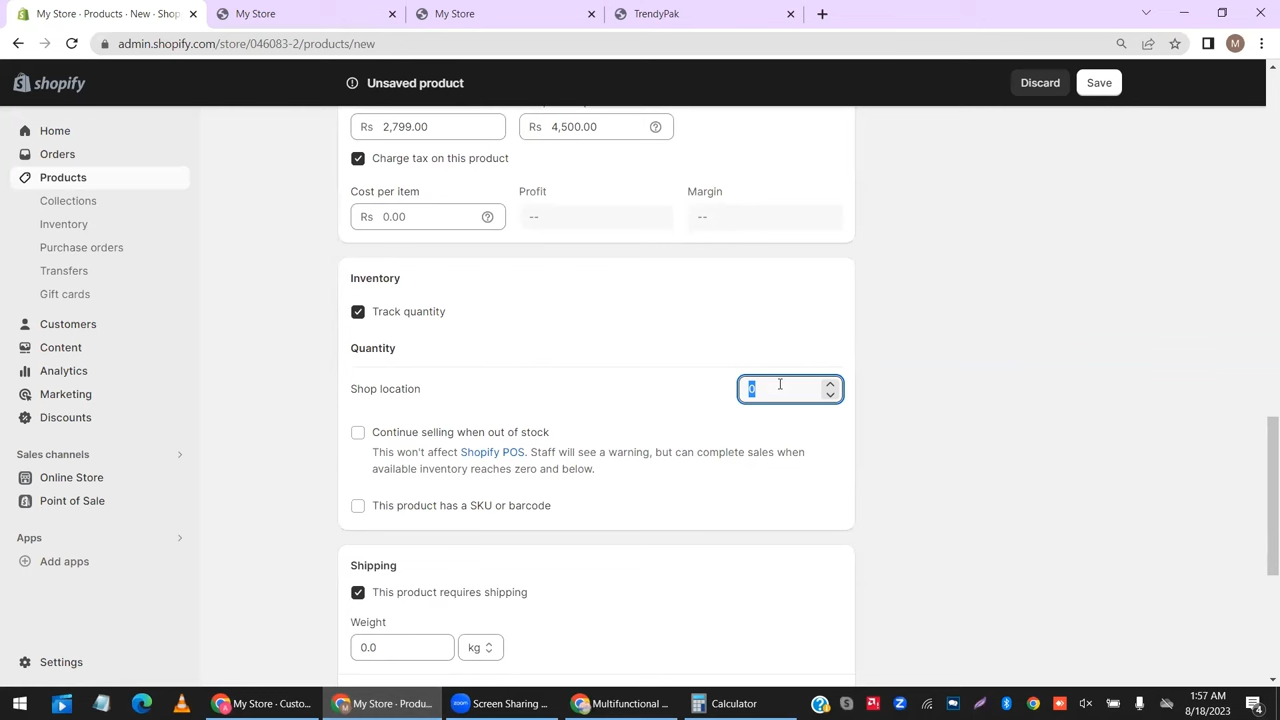 My Store - Products - New - Shop
My Store
My Store
TrendyPak
admin.shopify.com/store/046083-2/products/new
M
shopify
Unsaved product
Discard
Save
Home
Orders
Products
Collections
Inventory
Purchase orders
Transfers
Gift cards
Customers
Content
Analytics
Marketing
Discounts
Sales channels
Online Store
Point of Sale
Apps
Add apps
Settings
Rs 2,799.00
Rs 4,500.00
Charge tax on this product
Cost per item
Profit
Margin
Rs 0.00
--
--
Inventory
Track quantity
Quantity
Shop location
0
Continue selling when out of stock
This won't affect Shopify POS. Staff will see a warning, but can complete sales when
available inventory reaches zero and below.
This product has a SKU or barcode
Shipping
This product requires shipping
Weight
0.0
kg
My Store · Custo...
My Store · Produ...
Screen Sharing ...
Multifunctional ...
Calculator
1:57 AM
8/18/2023
4